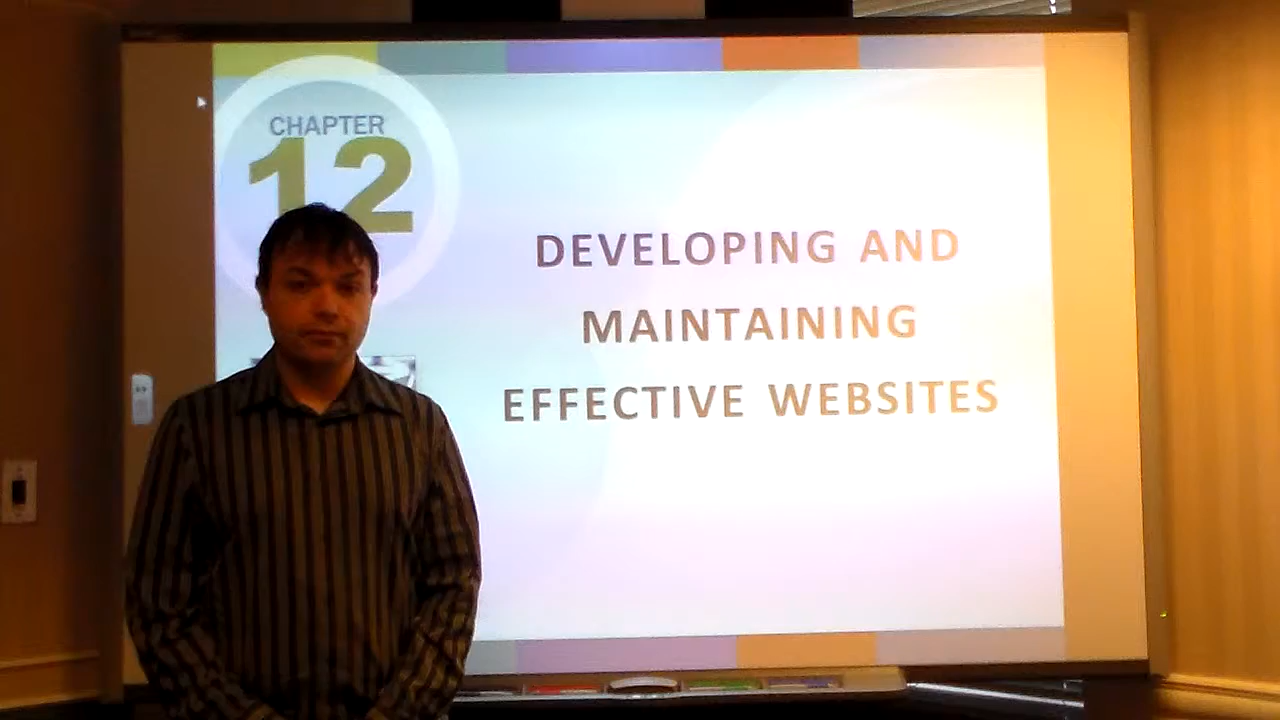 CHAPTER
12
DEVELOPING AND
MAINTAINING
EFFECTIVE WEBSITES